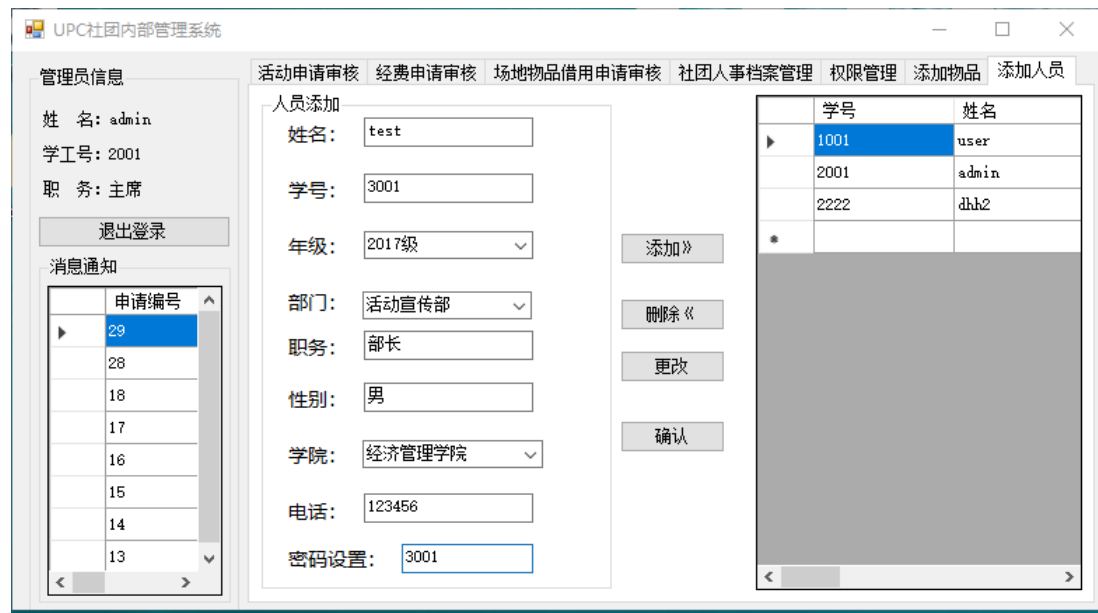 UPC社团内部管理系统
管理员信息
姓 名: admin
学工号: 2001
职 务: 主席
退出登录
消息通知
申请编号
29
28
18
17
16
15
14
13
活动申请审核 经费申请审核 场地物品借用申请审核 社团人事档案管理 权限管理 添加物品 添加人员
人员添加
姓名: test
学号: 3001
年级: 2017级
部门: 活动宣传部
职务: 部长
性别: 男
学院: 经济管理学院
电话: 123456
密码设置: 3001
添加》
删除《
更改
确认
学号 姓名
1001 user
2001 admin
2222 dhh2